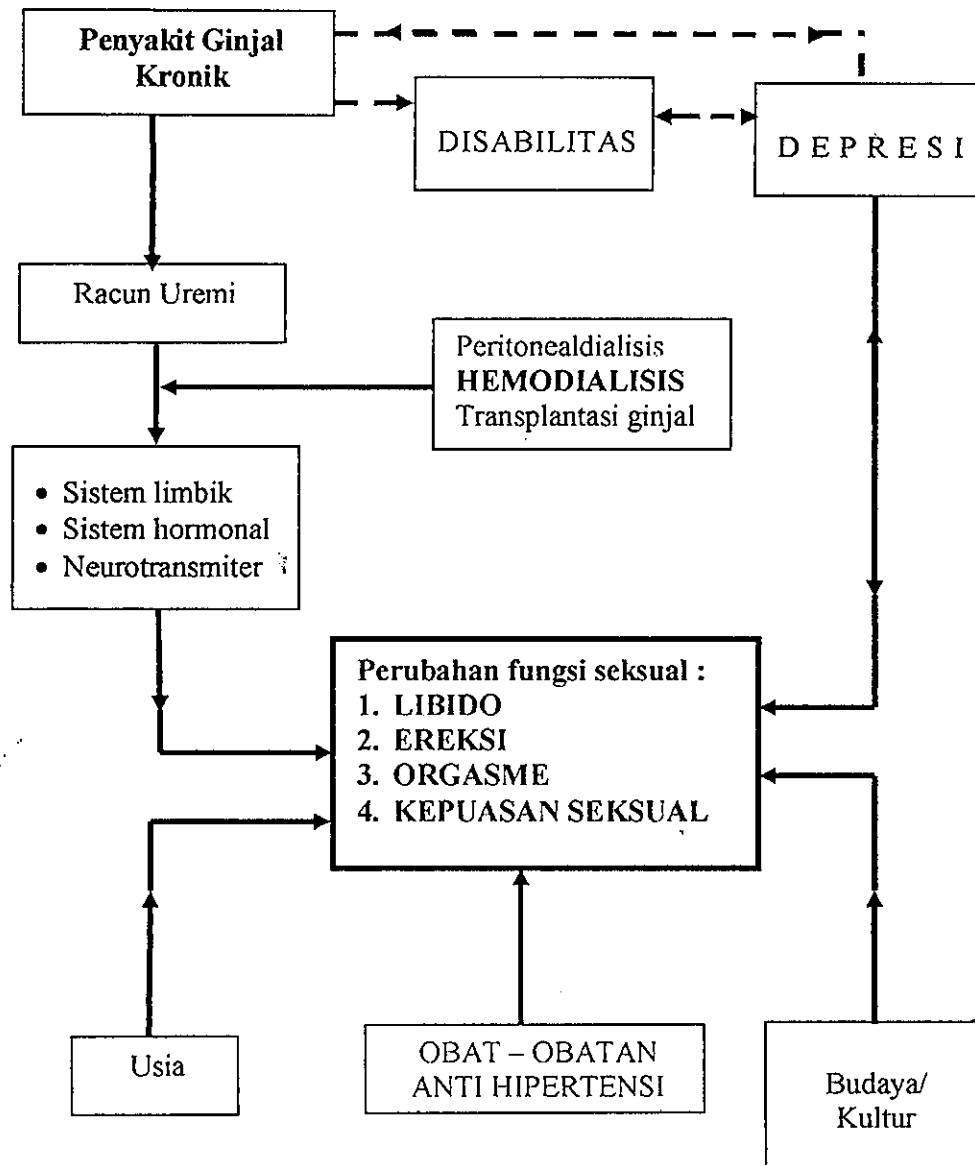 Penyakit Ginjal
Kronik
DISABILITAS
DEPRESI
Racun Uremi
Peritonealdialisis
HEMODIALISIS
Transplantasi ginjal
• Sistem limbik
• Sistem hormonal
• Neurotransmiter
Perubahan fungsi seksual :
1. LIBIDO
2. EREKSI
3. ORGASME
4. KEPUASAN SEKSUAL
Usia
OBAT – OBATAN
ANTI HIPERTENSI
Budaya/
Kultur